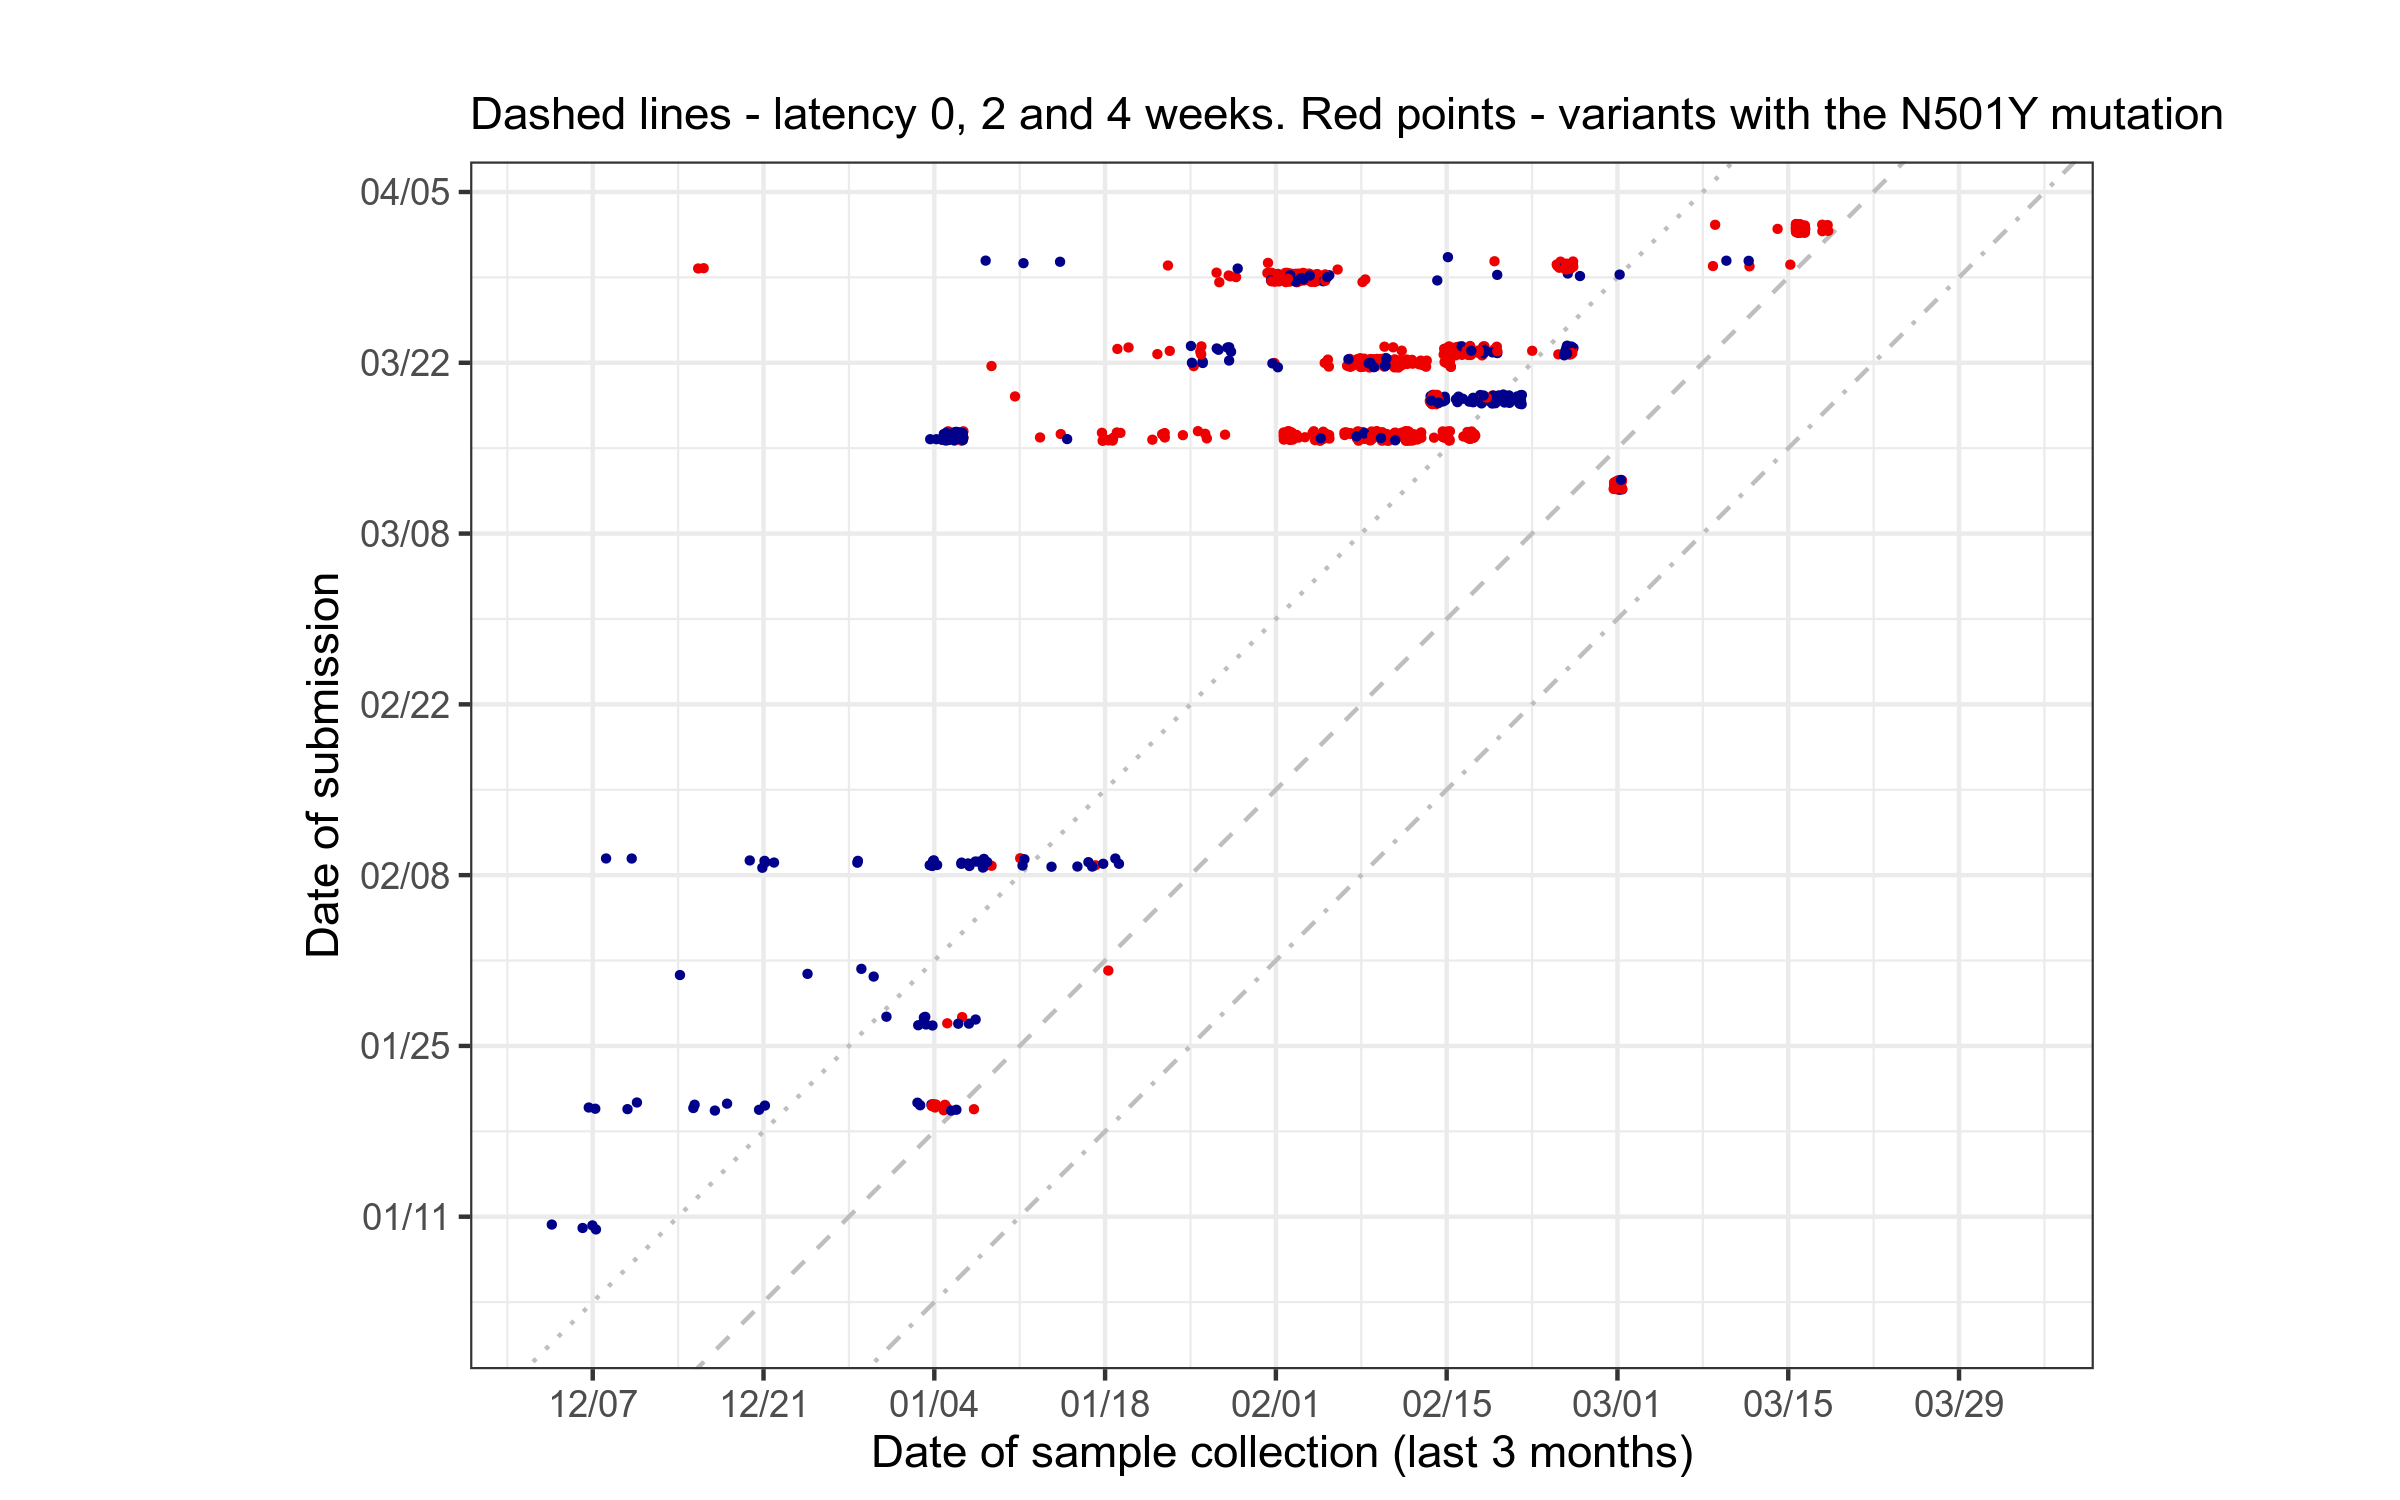 Dashed lines - latency 0, 2 and 4 weeks. Red points - variants with the N501Y mutation
04/05
03/22
03/08
02/22
02/08
01/25
01/11
Date of submission
12/07 12/21 01/04 01/18 02/01 02/15 03/01 03/15 03/29
Date of sample collection (last 3 months)